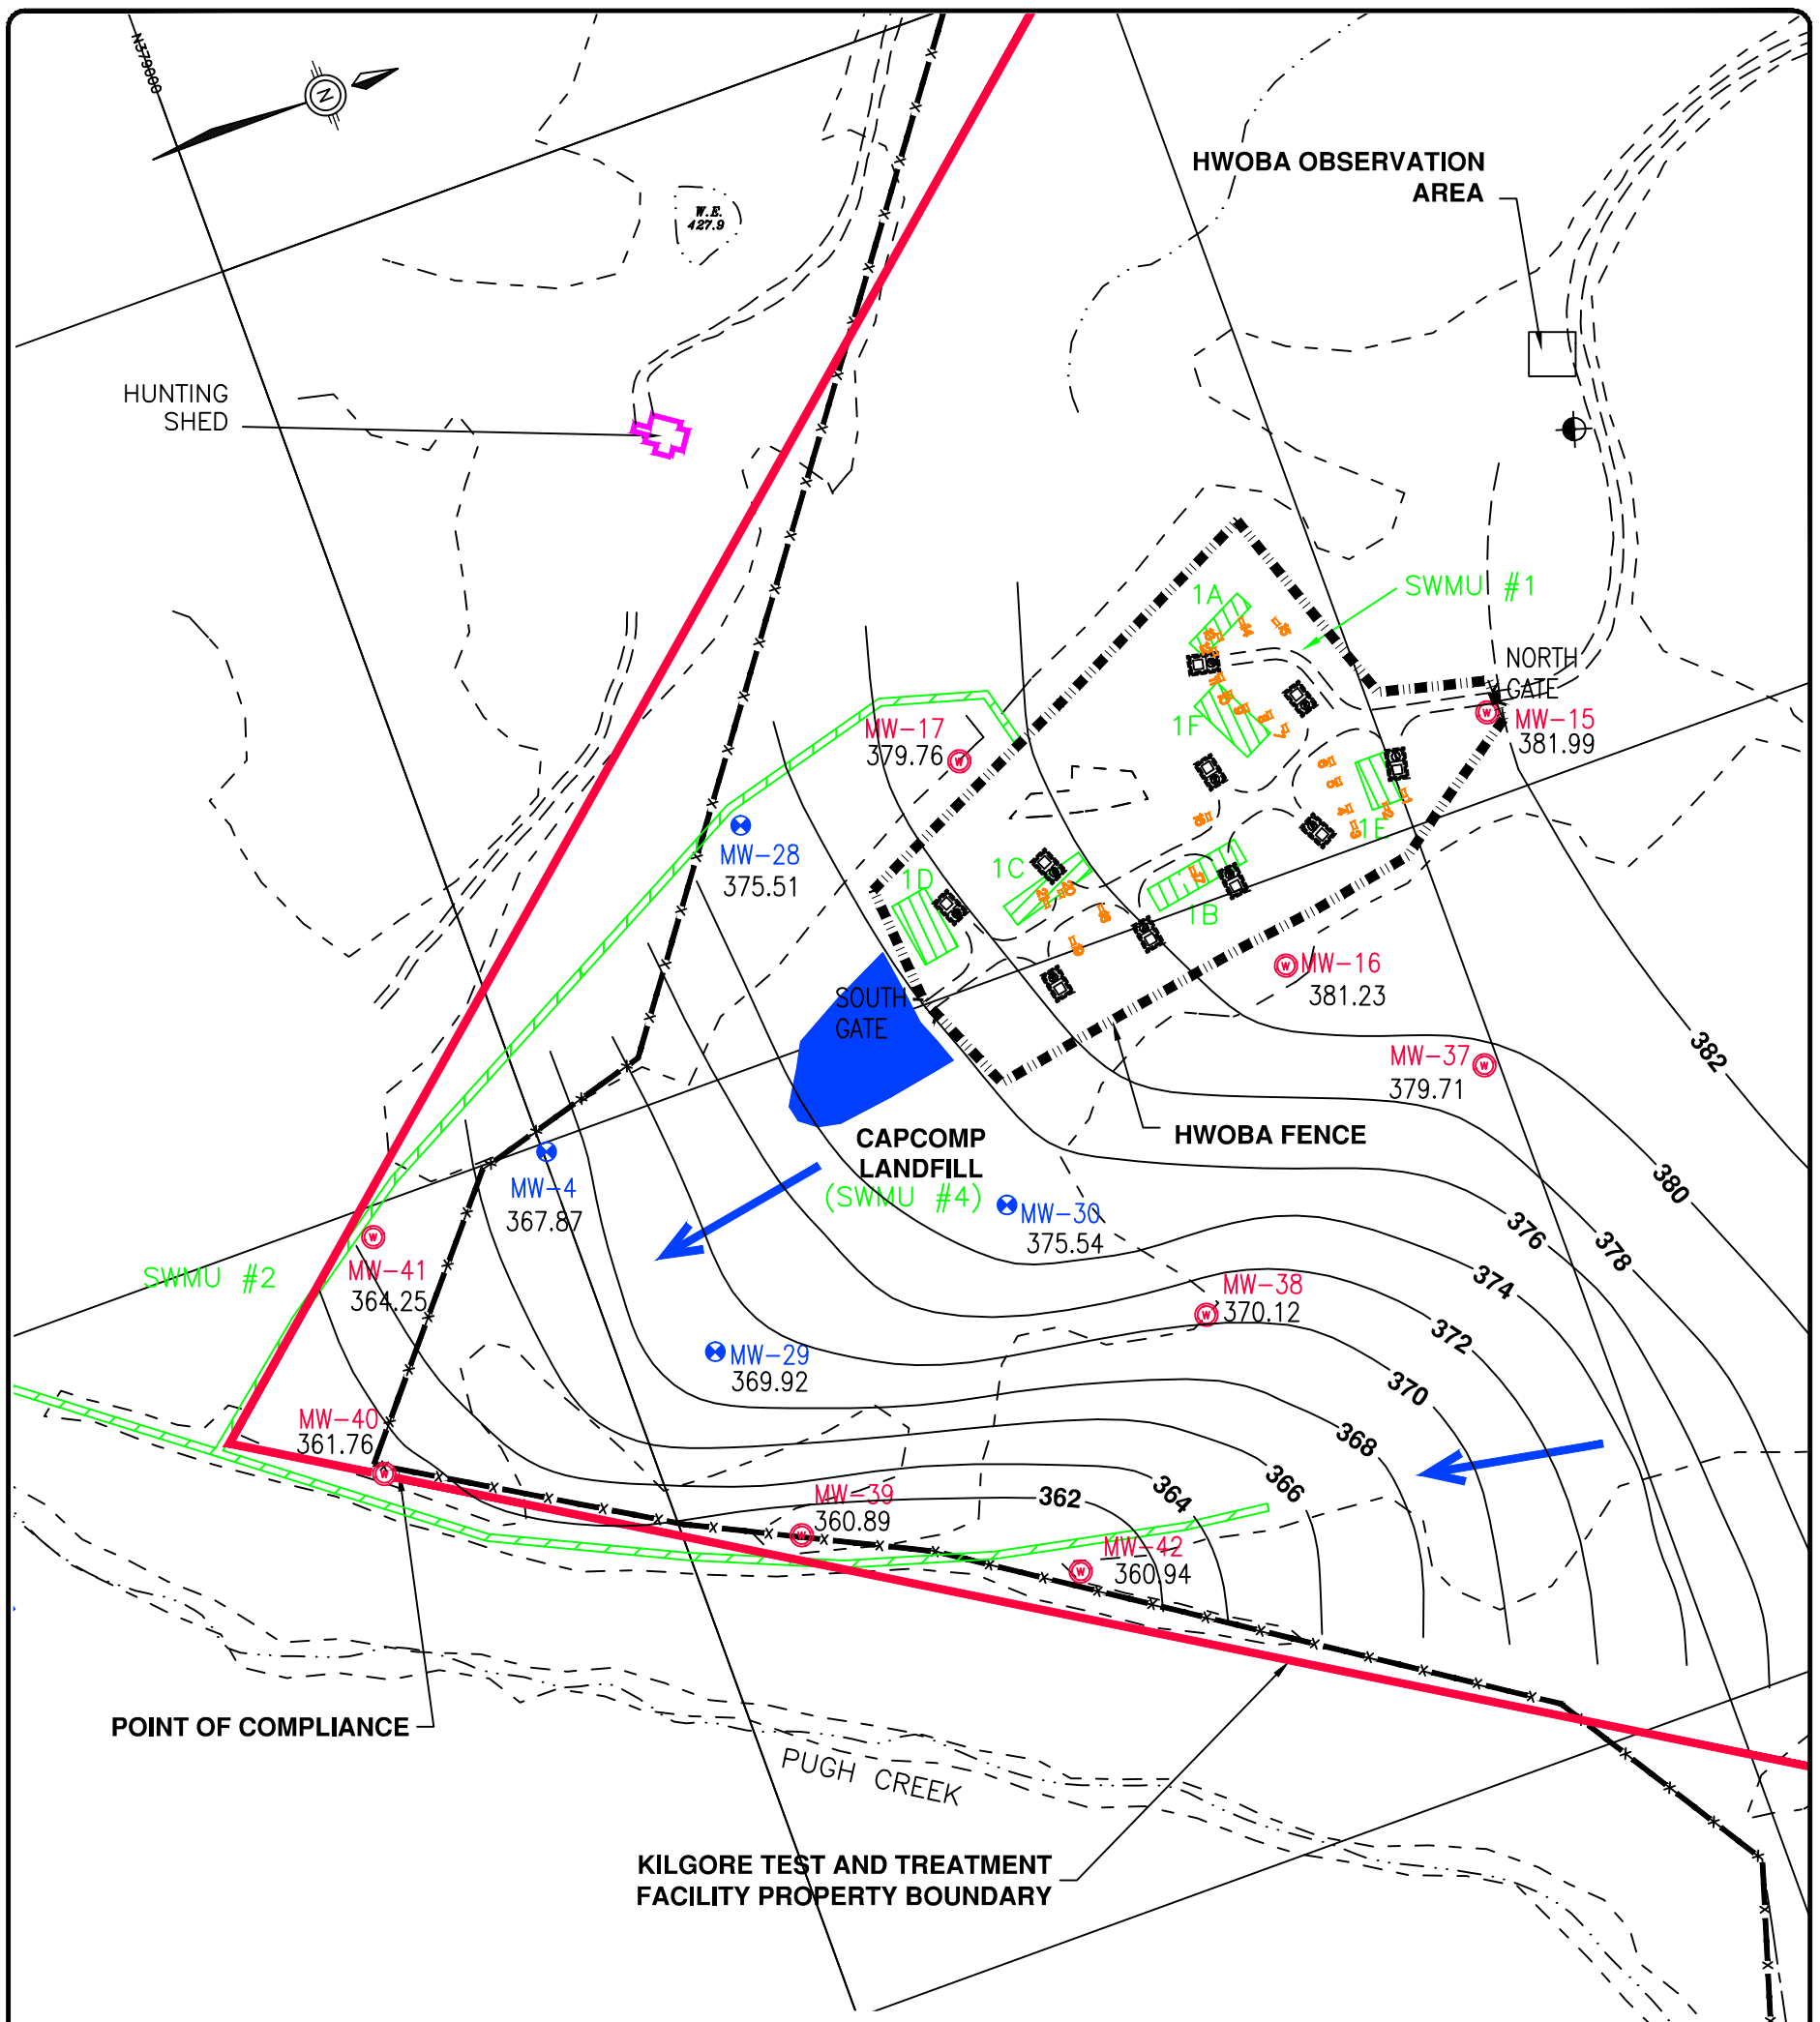 N379000
N
W.E.
427.9
HWOBA OBSERVATION
AREA
HUNTING
SHED
SWMU #1
1A
NORTH
GATE
MW-15
381.99
MW-17
379.76
1F
MW-28
375.51
1E
1C
1D
1B
MW-16
381.23
SOUTH
GATE
MW-37
379.71
382
HWOBA FENCE
CAPCOMP
LANDFILL
(SWMU #4)
MW-4
367.87
380
MW-30
375.54
376
378
MW-41
364.25
SWMU #2
374
MW-38
370.12
372
MW-29
369.92
370
MW-40
361.76
368
366
364
362
MW-39
360.89
MW-42
360.94
POINT OF COMPLIANCE
PUGH CREEK
KILGORE TEST AND TREATMENT
FACILITY PROPERTY BOUNDARY